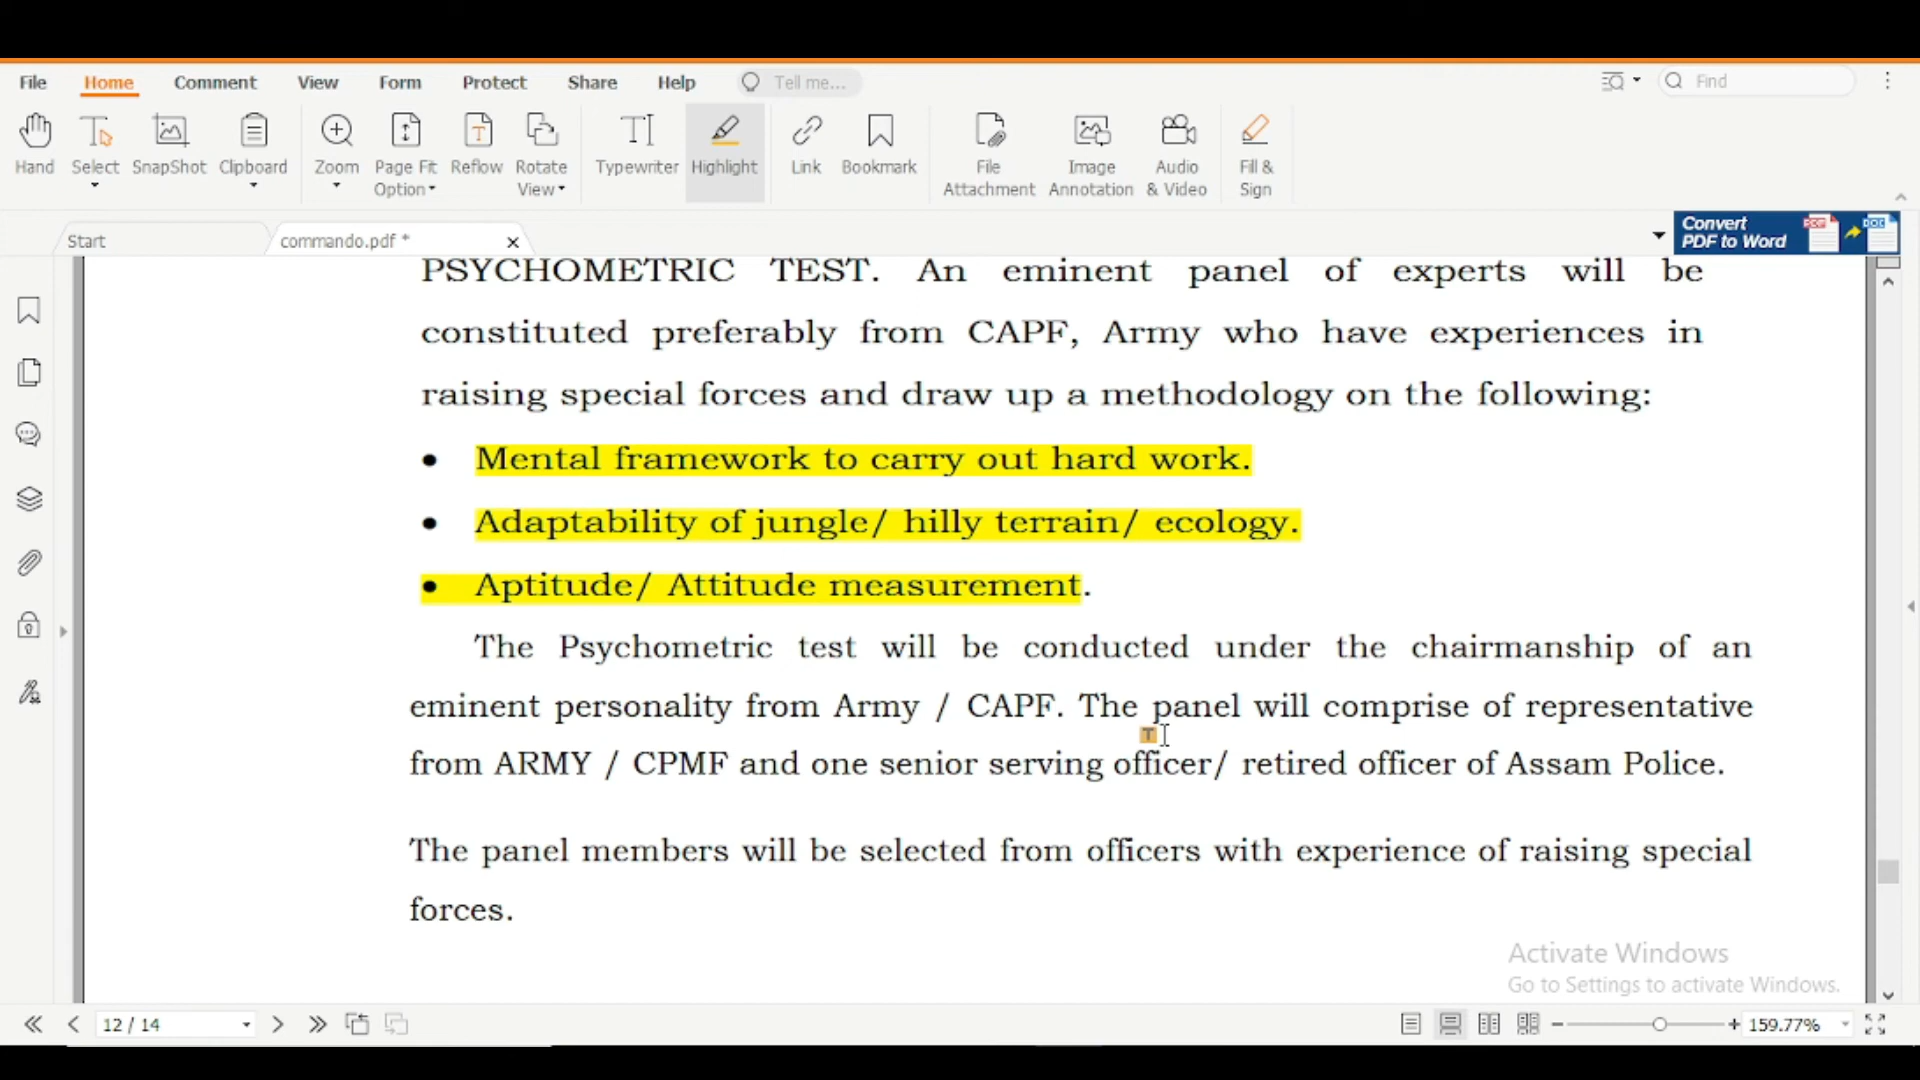 File Home Comment View Form Protect Share Help Tell me... Find
Hand Select SnapShot Clipboard Zoom Page Fit Option Reflow Rotate View Typewriter Highlight Link Bookmark File Attachment Image Annotation Audio & Video Fill & Sign
Start commando.pdf *
Convert
PDF to Word
PSYCHOMETRIC TEST. An eminent panel of experts will be
constituted preferably from CAPF, Army who have experiences in
raising special forces and draw up a methodology on the following:
• Mental framework to carry out hard work.
• Adaptability of jungle/ hilly terrain/ ecology.
• Aptitude/ Attitude measurement.
The Psychometric test will be conducted under the chairmanship of an
eminent personality from Army / CAPF. The panel will comprise of representative
from ARMY / CPMF and one senior serving officer/ retired officer of Assam Police.
The panel members will be selected from officers with experience of raising special
forces.
Activate Windows
Go to Settings to activate Windows.
12 / 14 159.77%